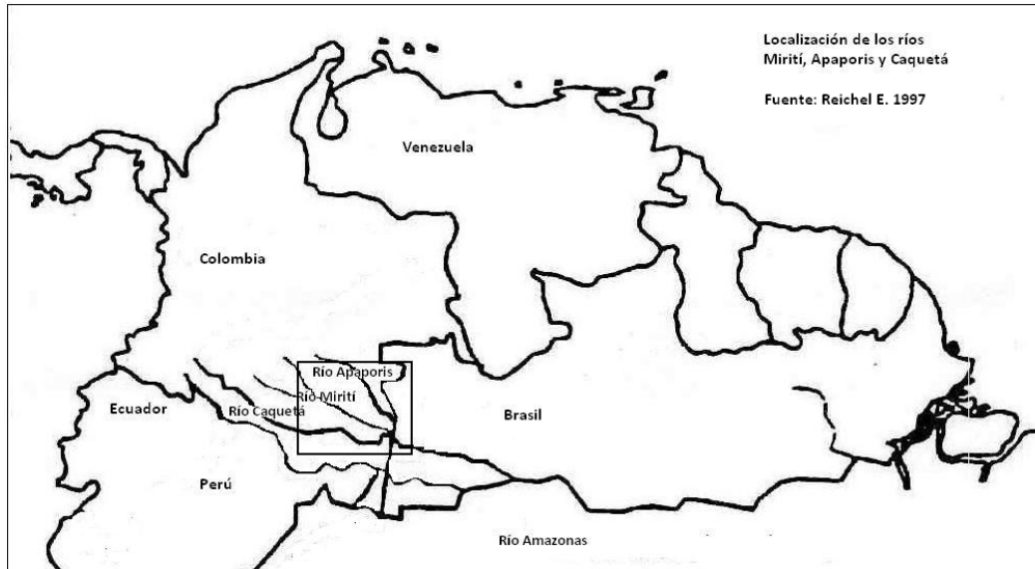 Localización de los ríos
Mirití, Apaporis y Caquetá
Fuente: Reichel E. 1997
Venezuela
Colombia
Río Apaporis
Río Mirití
Ecuador
Río Caquetá
Brasil
Perú
Río Amazonas